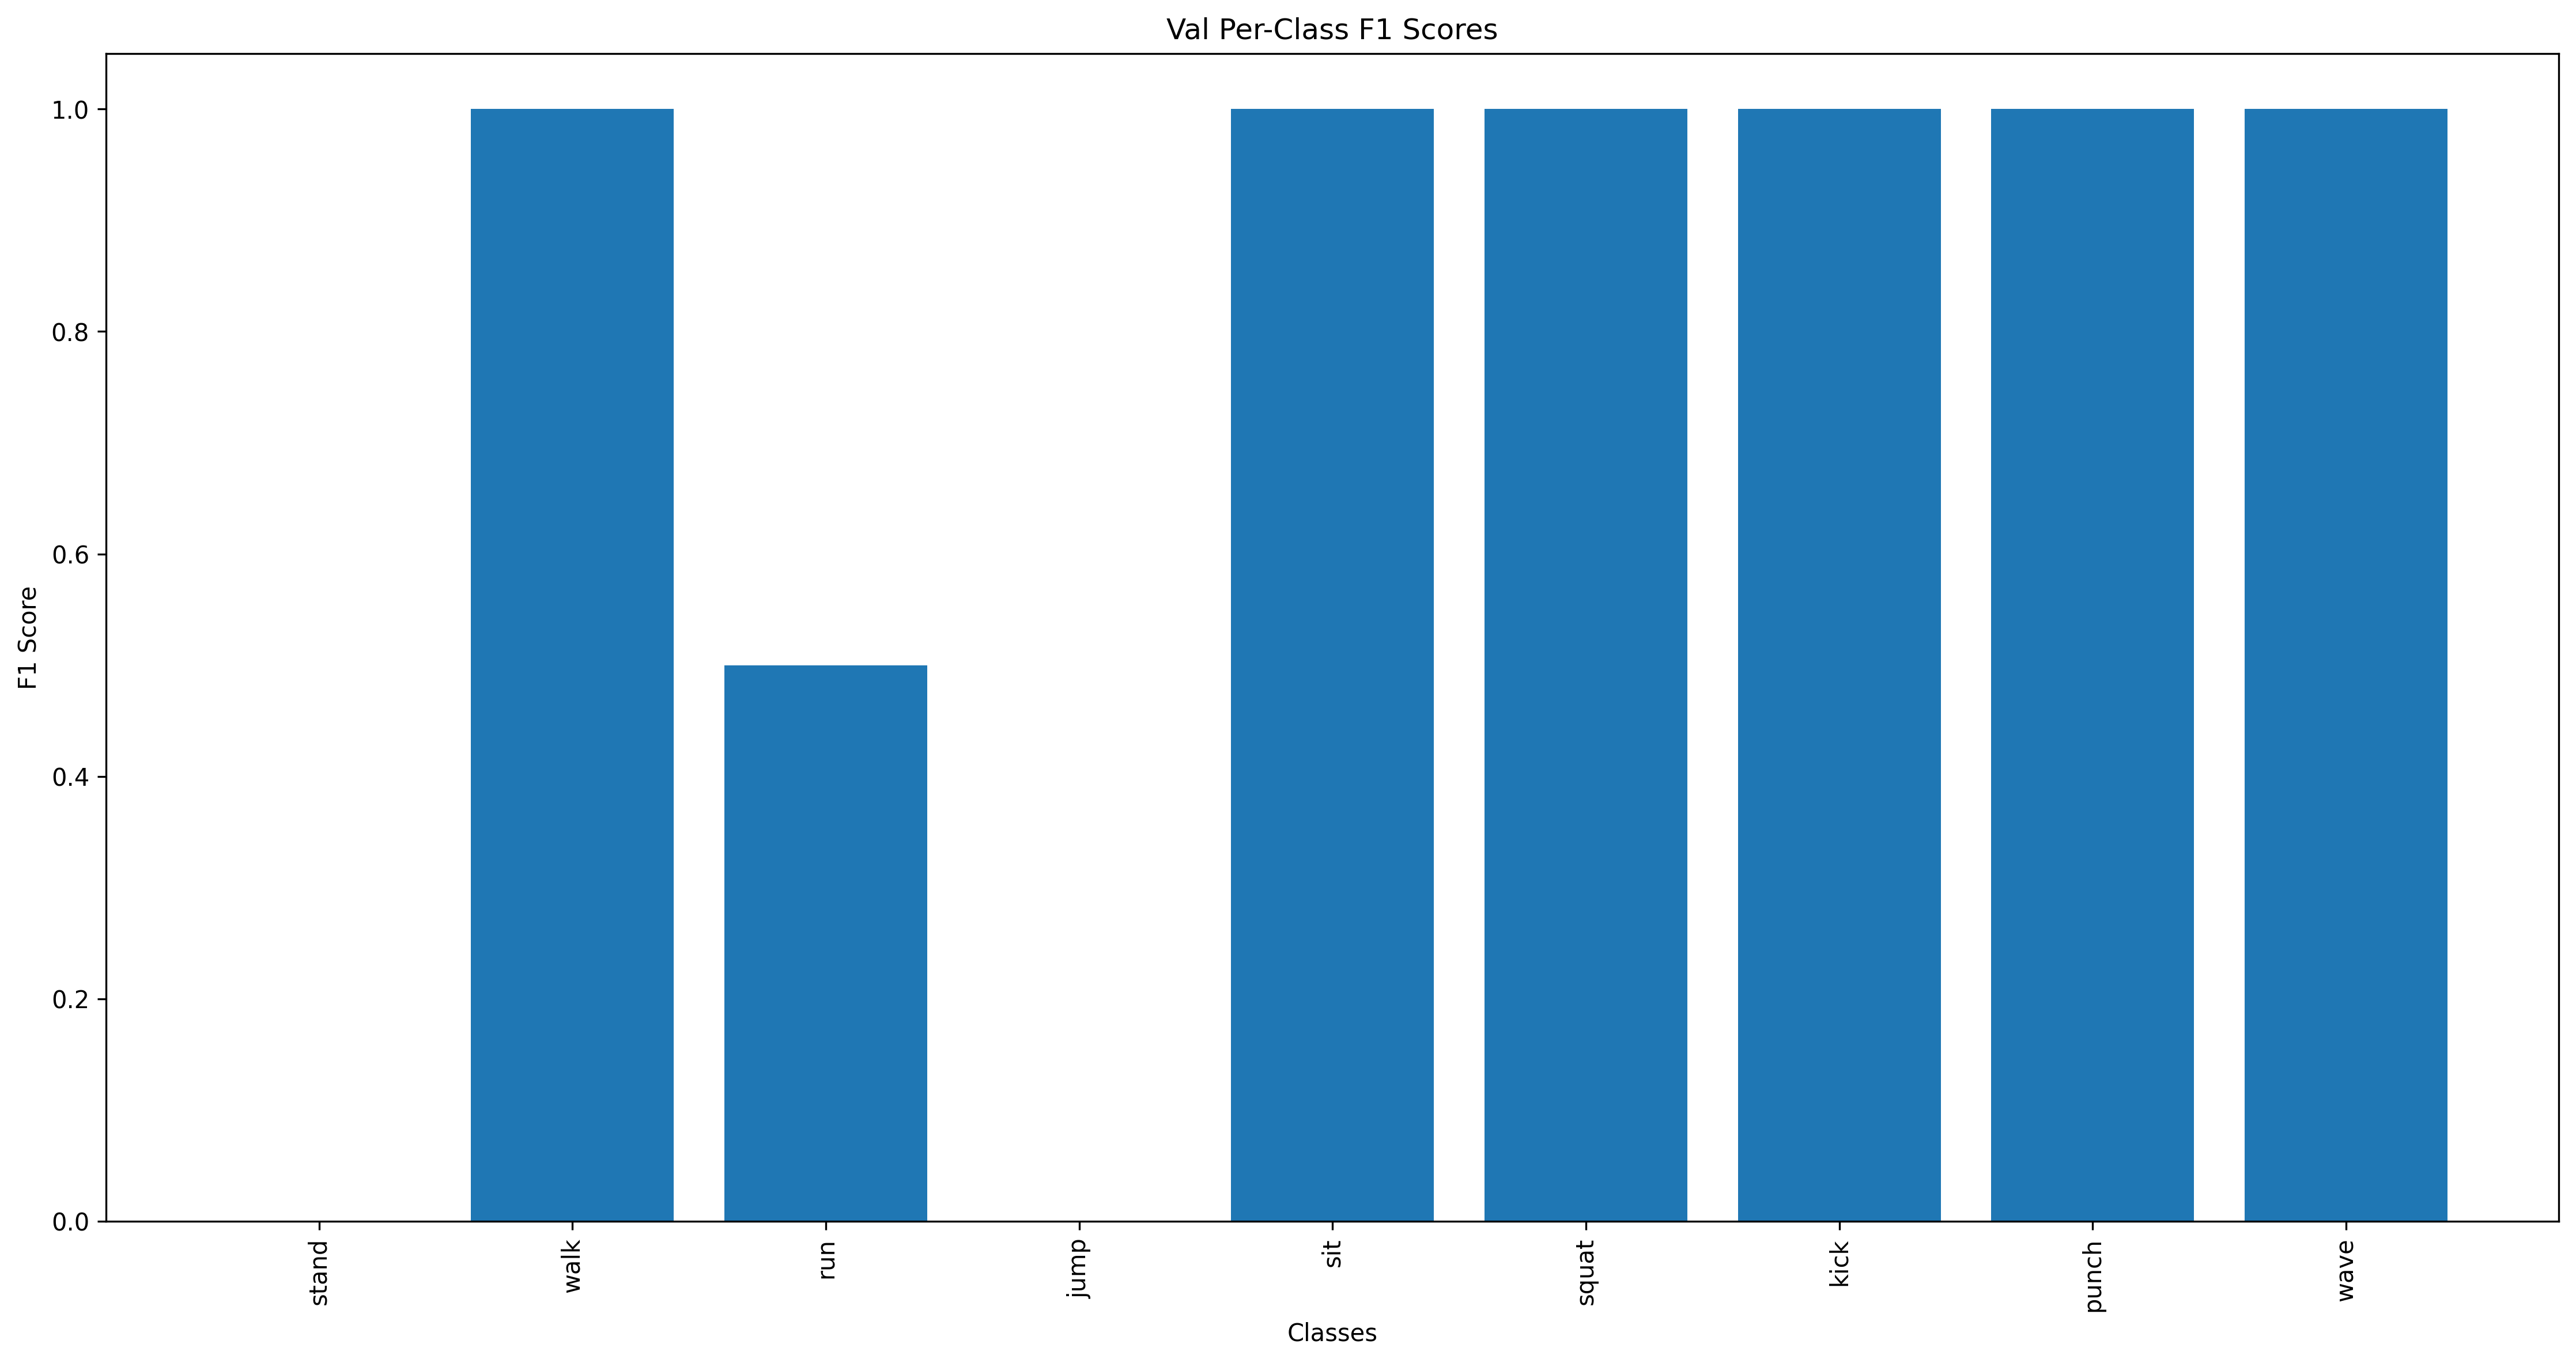 Val Per-Class F1 Scores
1.0
0.8
0.6
0.4
0.2
0.0
F1 Score
stand
walk
run
jump
sit
squat
kick
punch
wave
Classes